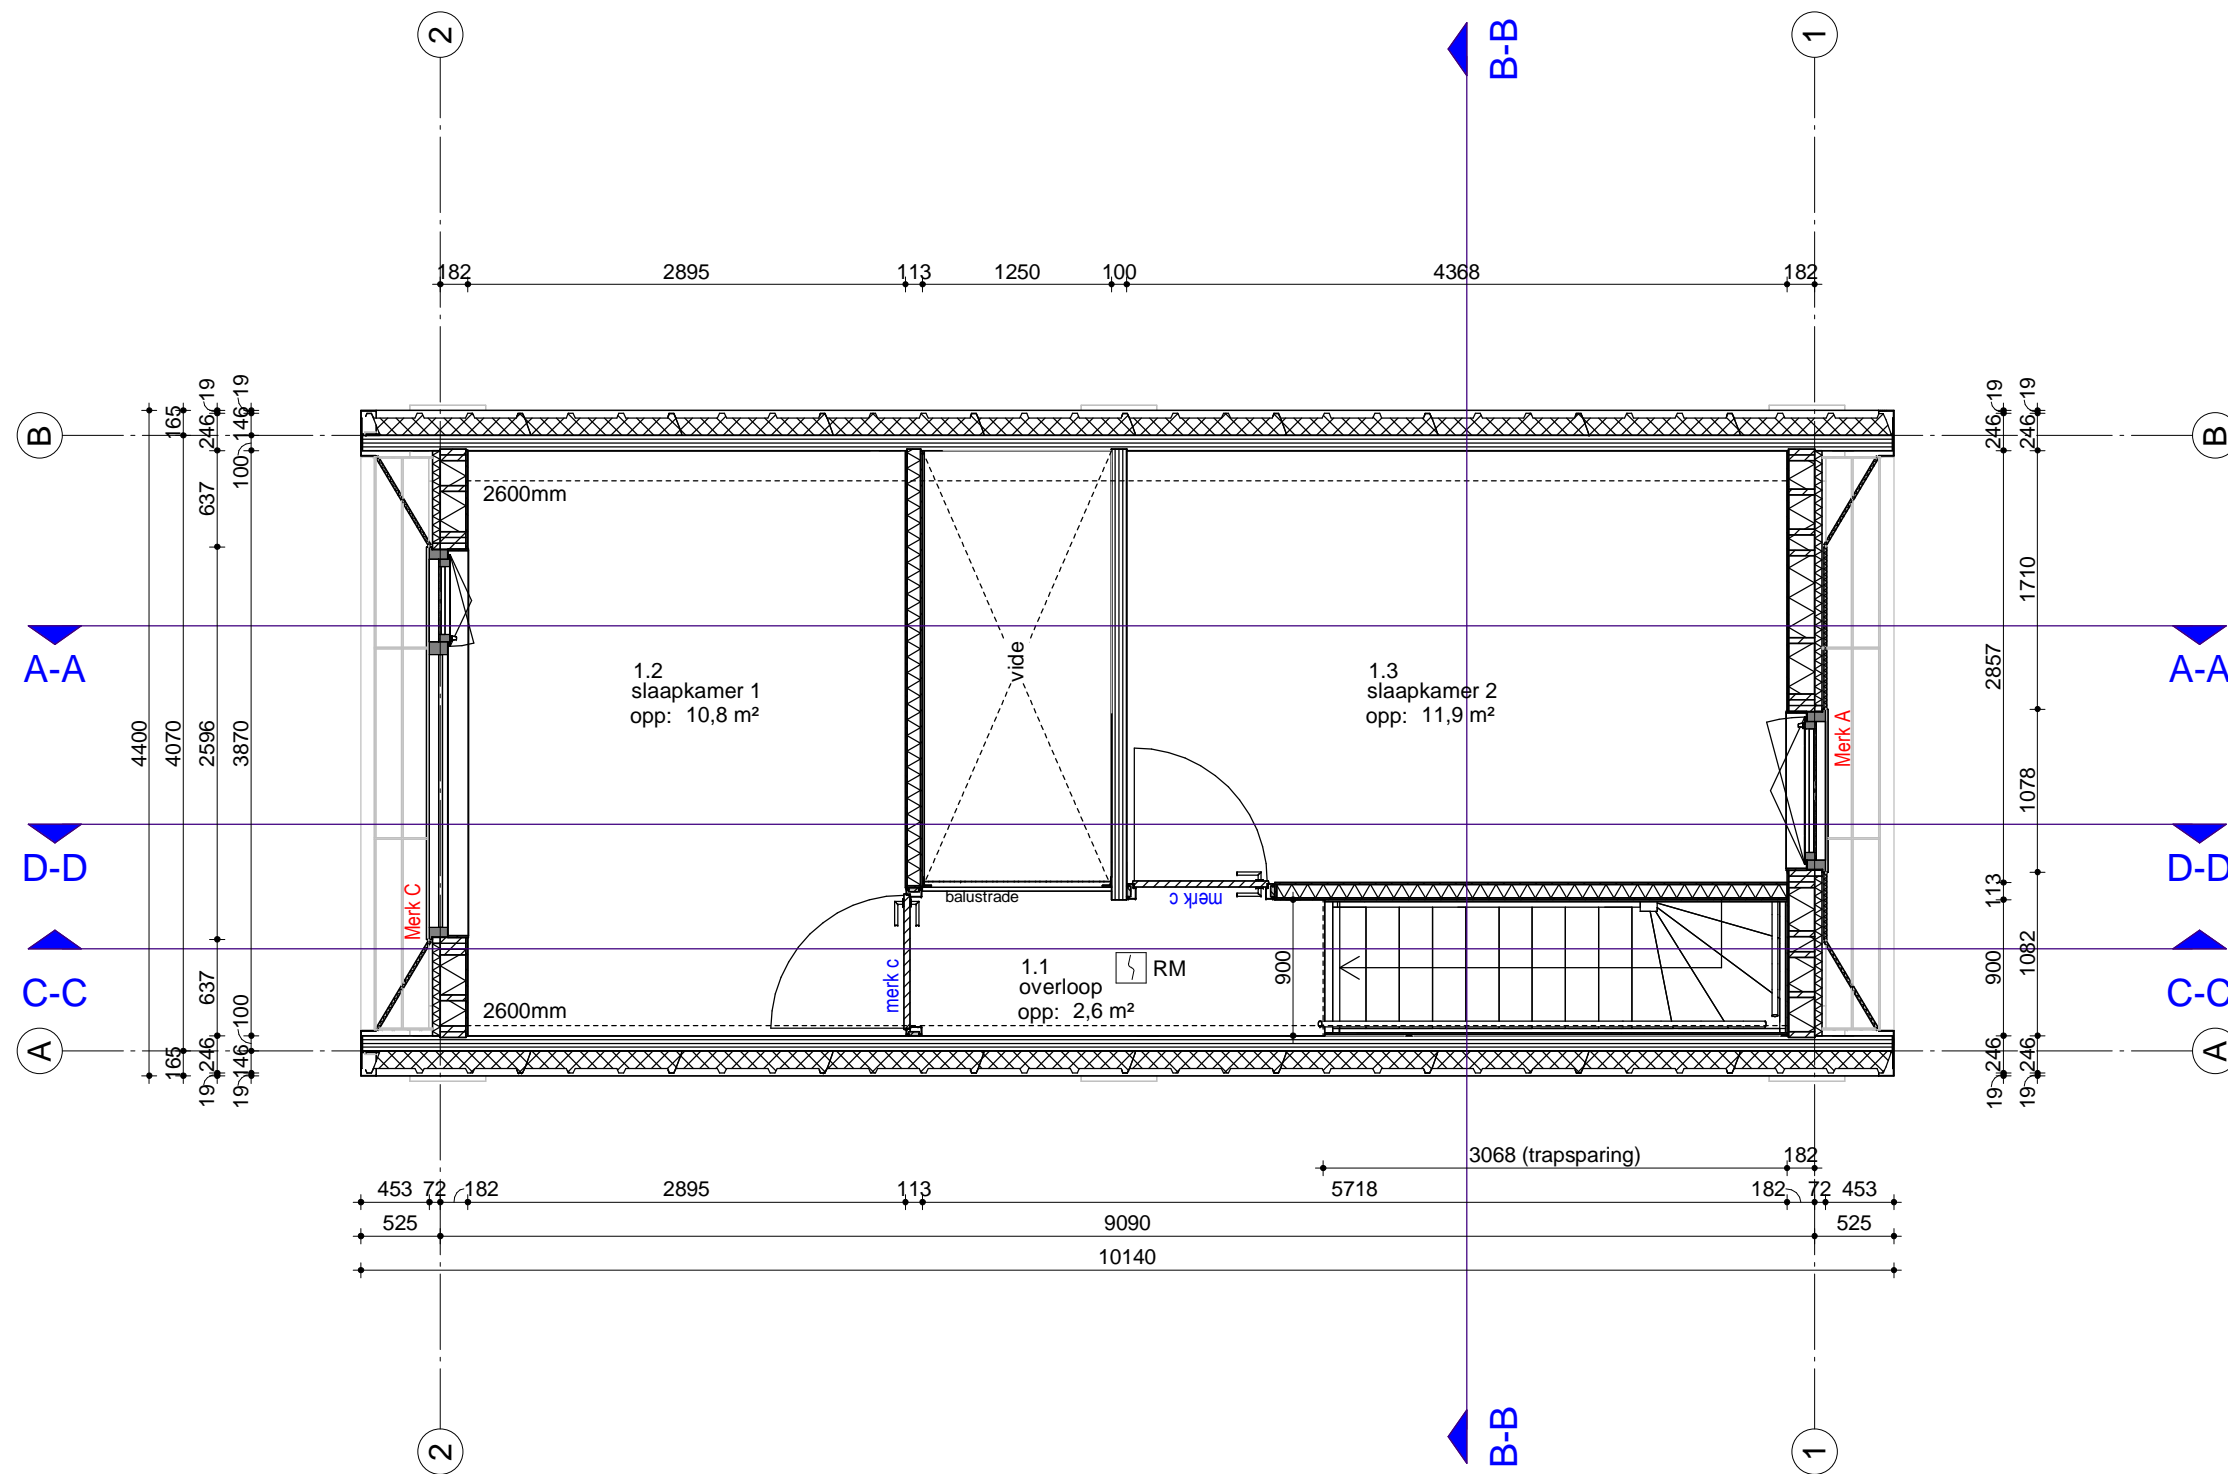 2
1
B-B
182 2895 113 1250 100 4368 182
B
B
165
246 19
146 19
100
637
4400
4070
2596
3870
637
100
165
246
146
19
19
246 19
246 19
1710
2857
1078
113
900
1082
246
246
19
19
2600mm
A-A
A-A
vide
1.2
slaapkamer 1
opp: 10,8 m²
1.3
slaapkamer 2
opp: 11,9 m²
Merk A
D-D
D-D
Merk C
balustrade
merk c
merk c
C-C
C-C
1.1
overloop
opp: 2,6 m²
RM
900
2600mm
A
A
3068 (trapsparing) 182
453 72 182 2895 113 5718 182 72 453
525 9090 525
10140
2
1
B-B